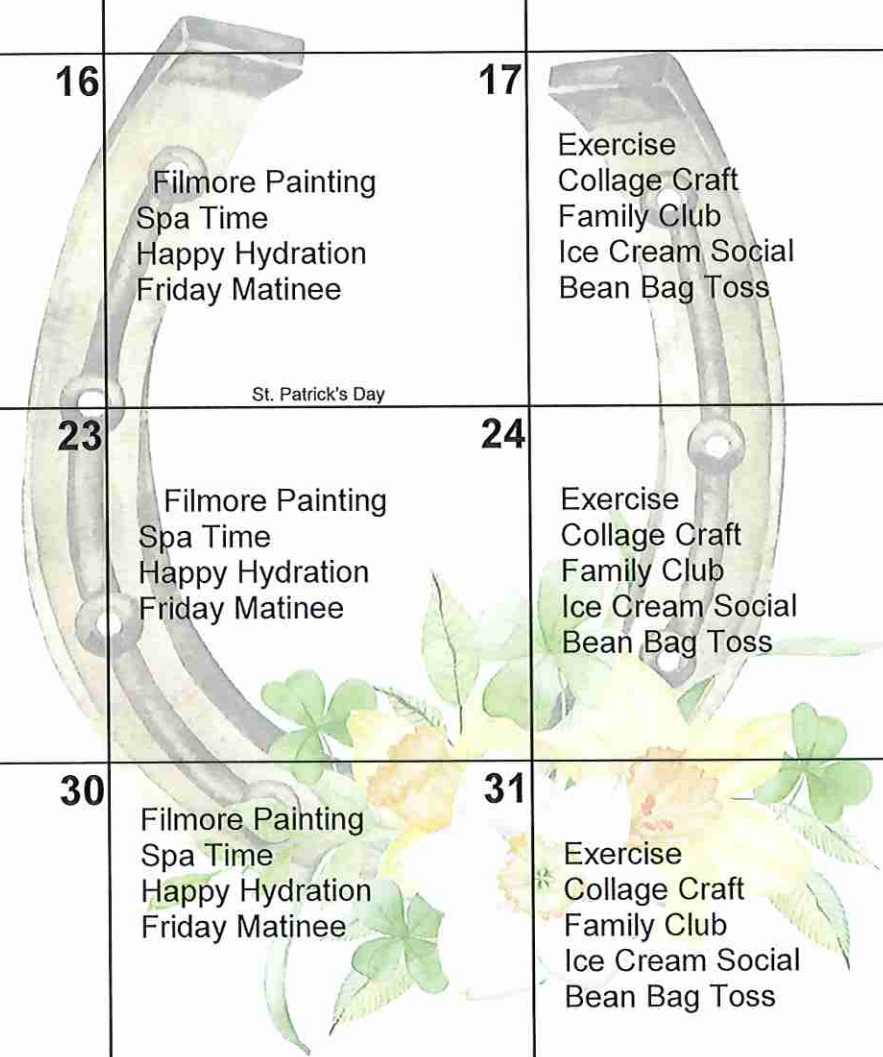 16
17
Filmore Painting
Spa Time
Happy Hydration
Friday Matinee
St. Patrick's Day
Exercise
Collage Craft
Family Club
Ice Cream Social
Bean Bag Toss
23
24
Filmore Painting
Spa Time
Happy Hydration
Friday Matinee
Exercise
Collage Craft
Family Club
Ice Cream Social
Bean Bag Toss
30
31
Filmore Painting
Spa Time
Happy Hydration
Friday Matinee
Exercise
Collage Craft
Family Club
Ice Cream Social
Bean Bag Toss